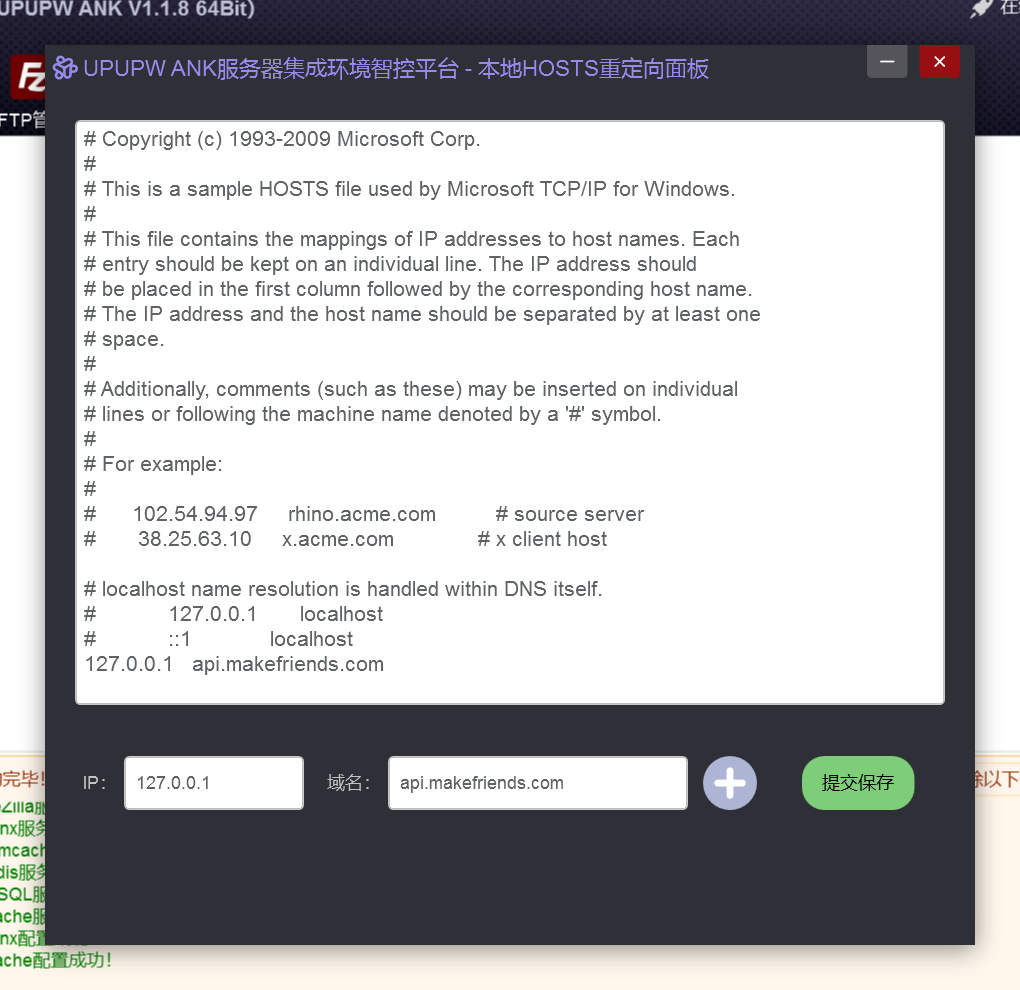 UPUPW ANK V1.1.8 64Bit)
在
FZ
FTP管
UPUPW ANK服务器集成环境智控平台 - 本地HOSTS重定向面板
# Copyright (c) 1993-2009 Microsoft Corp.
#
# This is a sample HOSTS file used by Microsoft TCP/IP for Windows.
#
# This file contains the mappings of IP addresses to host names. Each
# entry should be kept on an individual line. The IP address should
# be placed in the first column followed by the corresponding host name.
# The IP address and the host name should be separated by at least one
# space.
#
# Additionally, comments (such as these) may be inserted on individual
# lines or following the machine name denoted by a '#' symbol.
#
# For example:
#
# 102.54.94.97 rhino.acme.com # source server
# 38.25.63.10 x.acme.com # x client host
# localhost name resolution is handled within DNS itself.
# 127.0.0.1 localhost
# ::1 localhost
127.0.0.1 api.makefriends.com
IP: 127.0.0.1 域名: api.makefriends.com 提交保存
完毕! 除以下
Zilla服
nx服务
mcach
dis服务
SQL服
ache服
nx配置
ache配置成功!